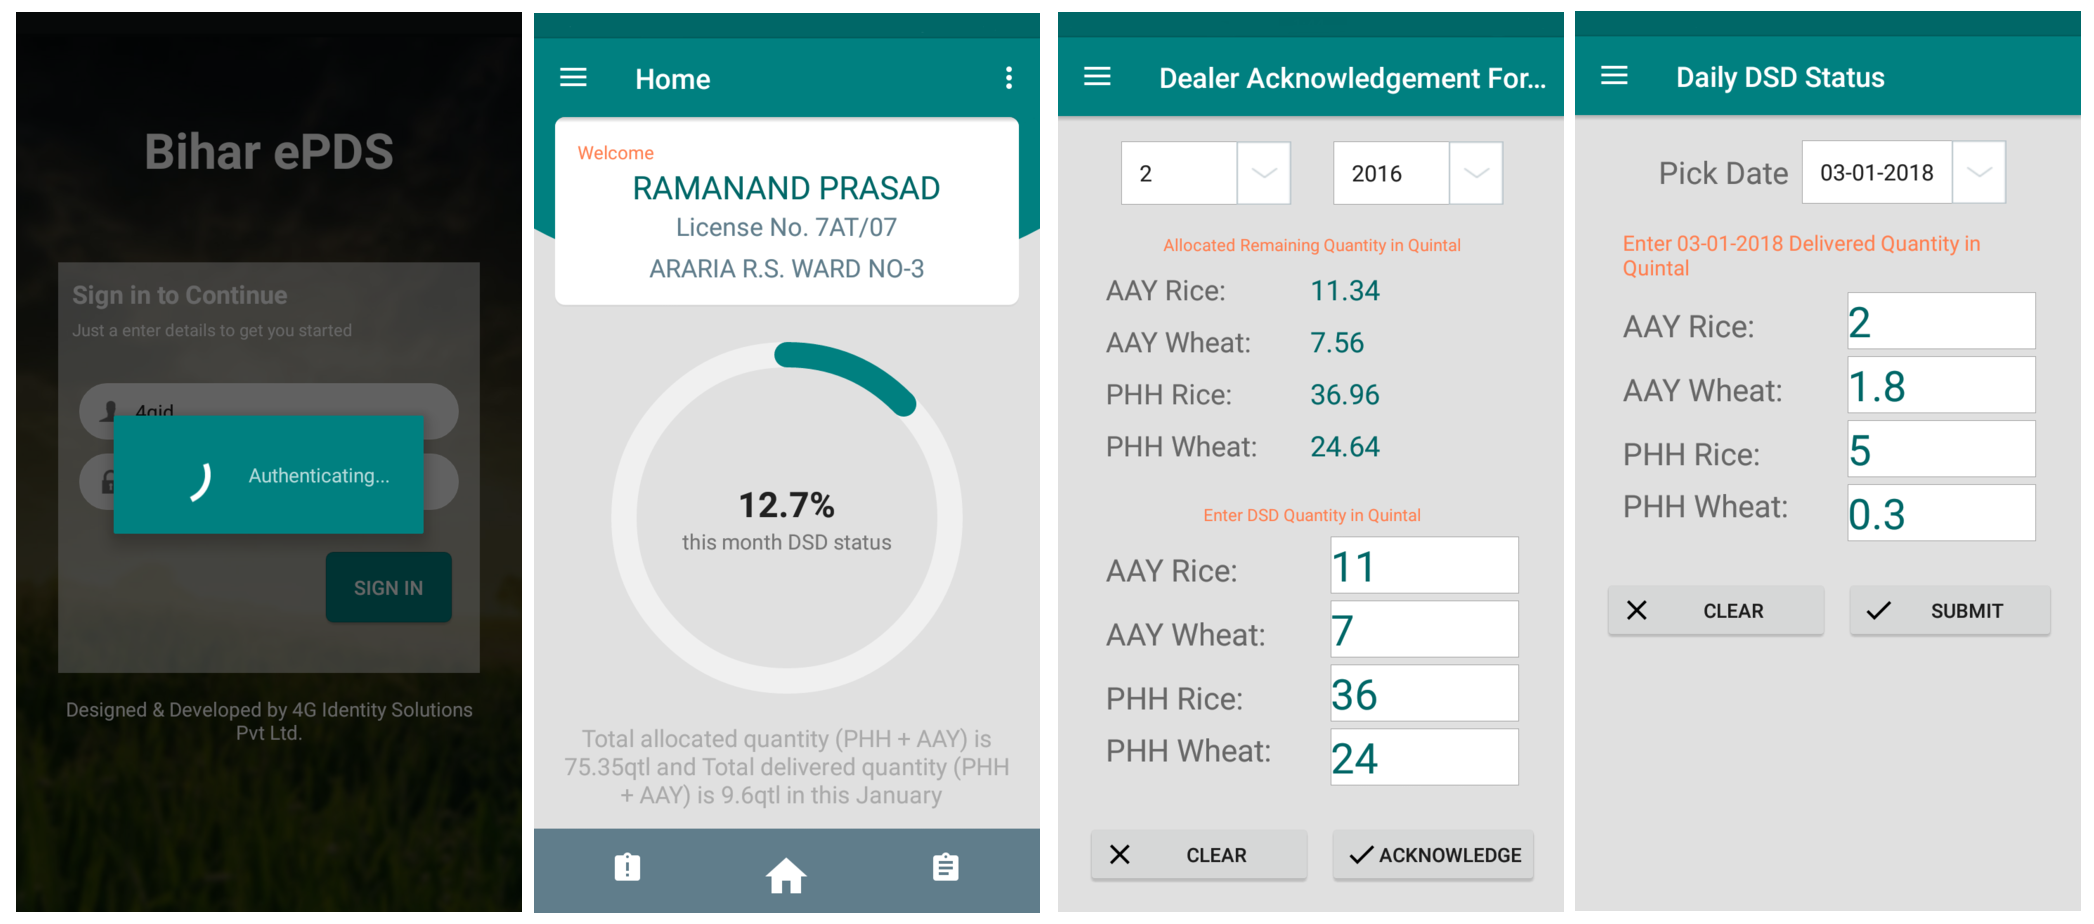 Bihar ePDS
Sign in to Continue
Just a enter details to get you started
4gid
Authenticating...
SIGN IN
Designed & Developed by 4G Identity Solutions
Pvt Ltd.
Home
Welcome
RAMANAND PRASAD
License No. 7AT/07
ARARIA R.S. WARD NO-3
12.7%
this month DSD status
Total allocated quantity (PHH + AAY) is
75.35qtl and Total delivered quantity (PHH
+ AAY) is 9.6qtl in this January
Dealer Acknowledgement For...
2 2016
Allocated Remaining Quantity in Quintal
AAY Rice: 11.34
AAY Wheat: 7.56
PHH Rice: 36.96
PHH Wheat: 24.64
Enter DSD Quantity in Quintal
AAY Rice: 11
AAY Wheat: 7
PHH Rice: 36
PHH Wheat: 24
CLEAR ACKNOWLEDGE
Daily DSD Status
Pick Date 03-01-2018
Enter 03-01-2018 Delivered Quantity in
Quintal
AAY Rice: 2
AAY Wheat: 1.8
PHH Rice: 5
PHH Wheat: 0.3
CLEAR SUBMIT